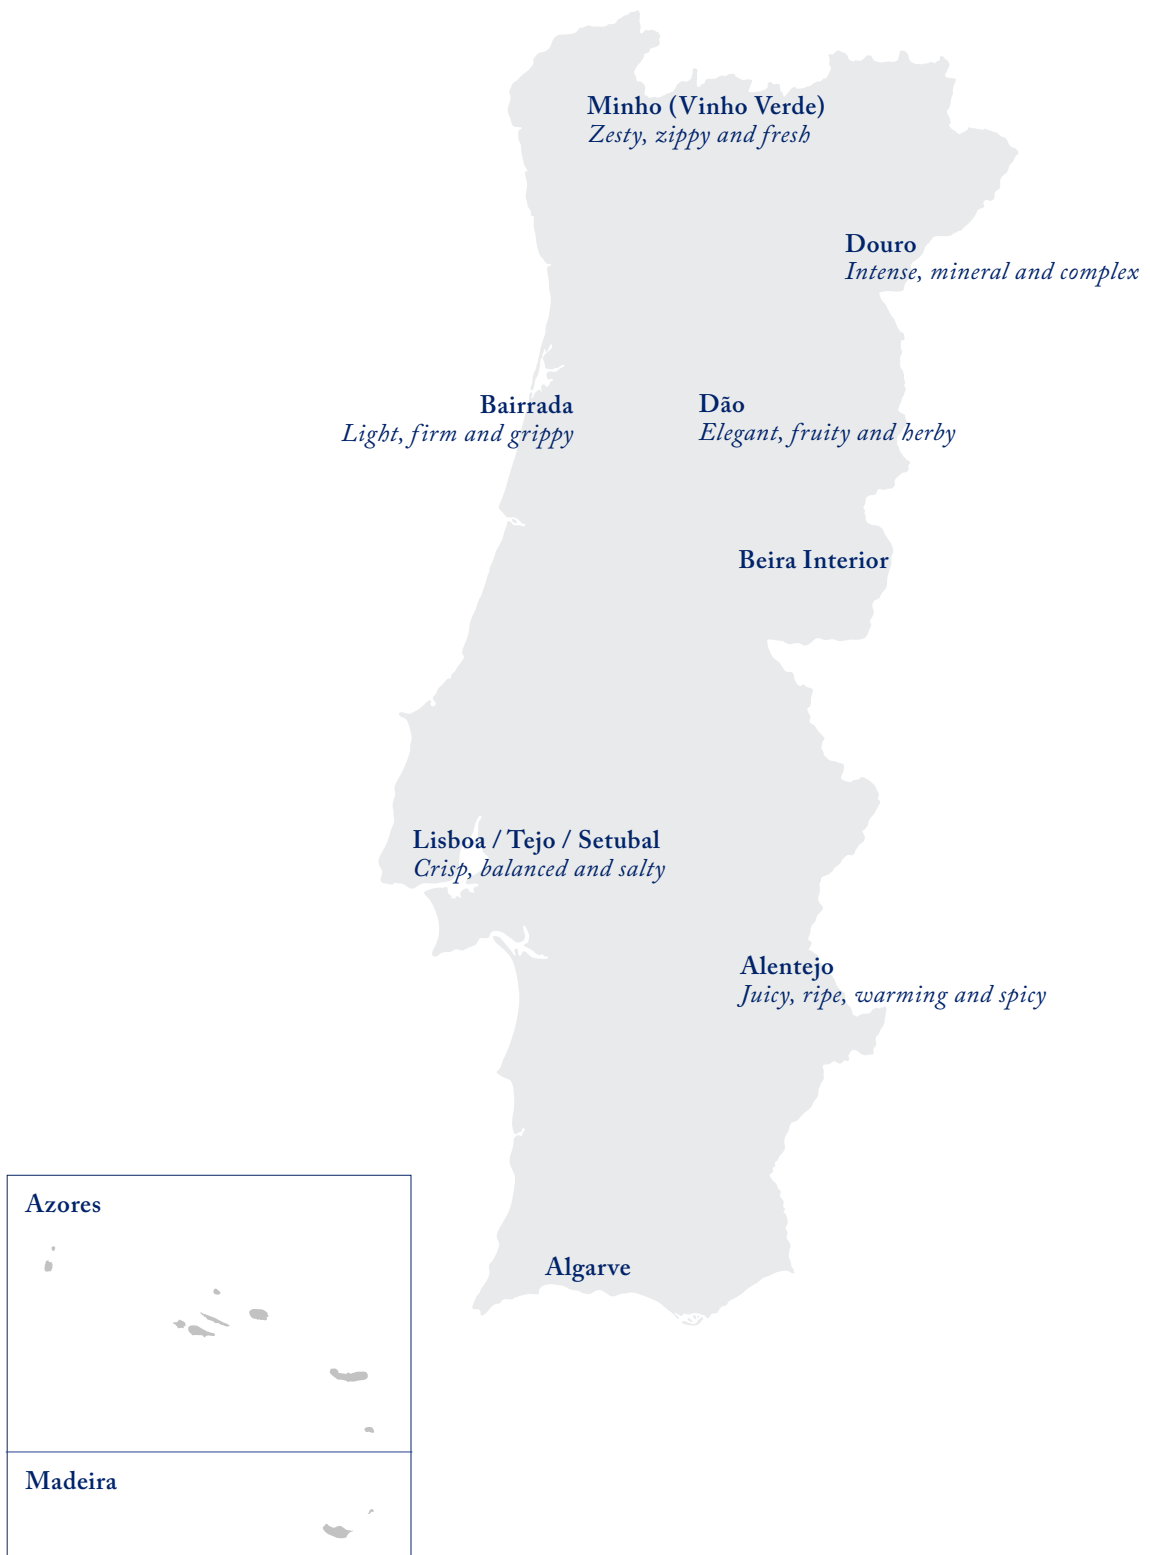 Minho (Vinho Verde)
Zesty, zippy and fresh
Douro
Intense, mineral and complex
Bairrada
Light, firm and grippy
Dão
Elegant, fruity and herby
Beira Interior
Lisboa / Tejo / Setubal
Crisp, balanced and salty
Alentejo
Juicy, ripe, warming and spicy
Azores
Algarve
Madeira